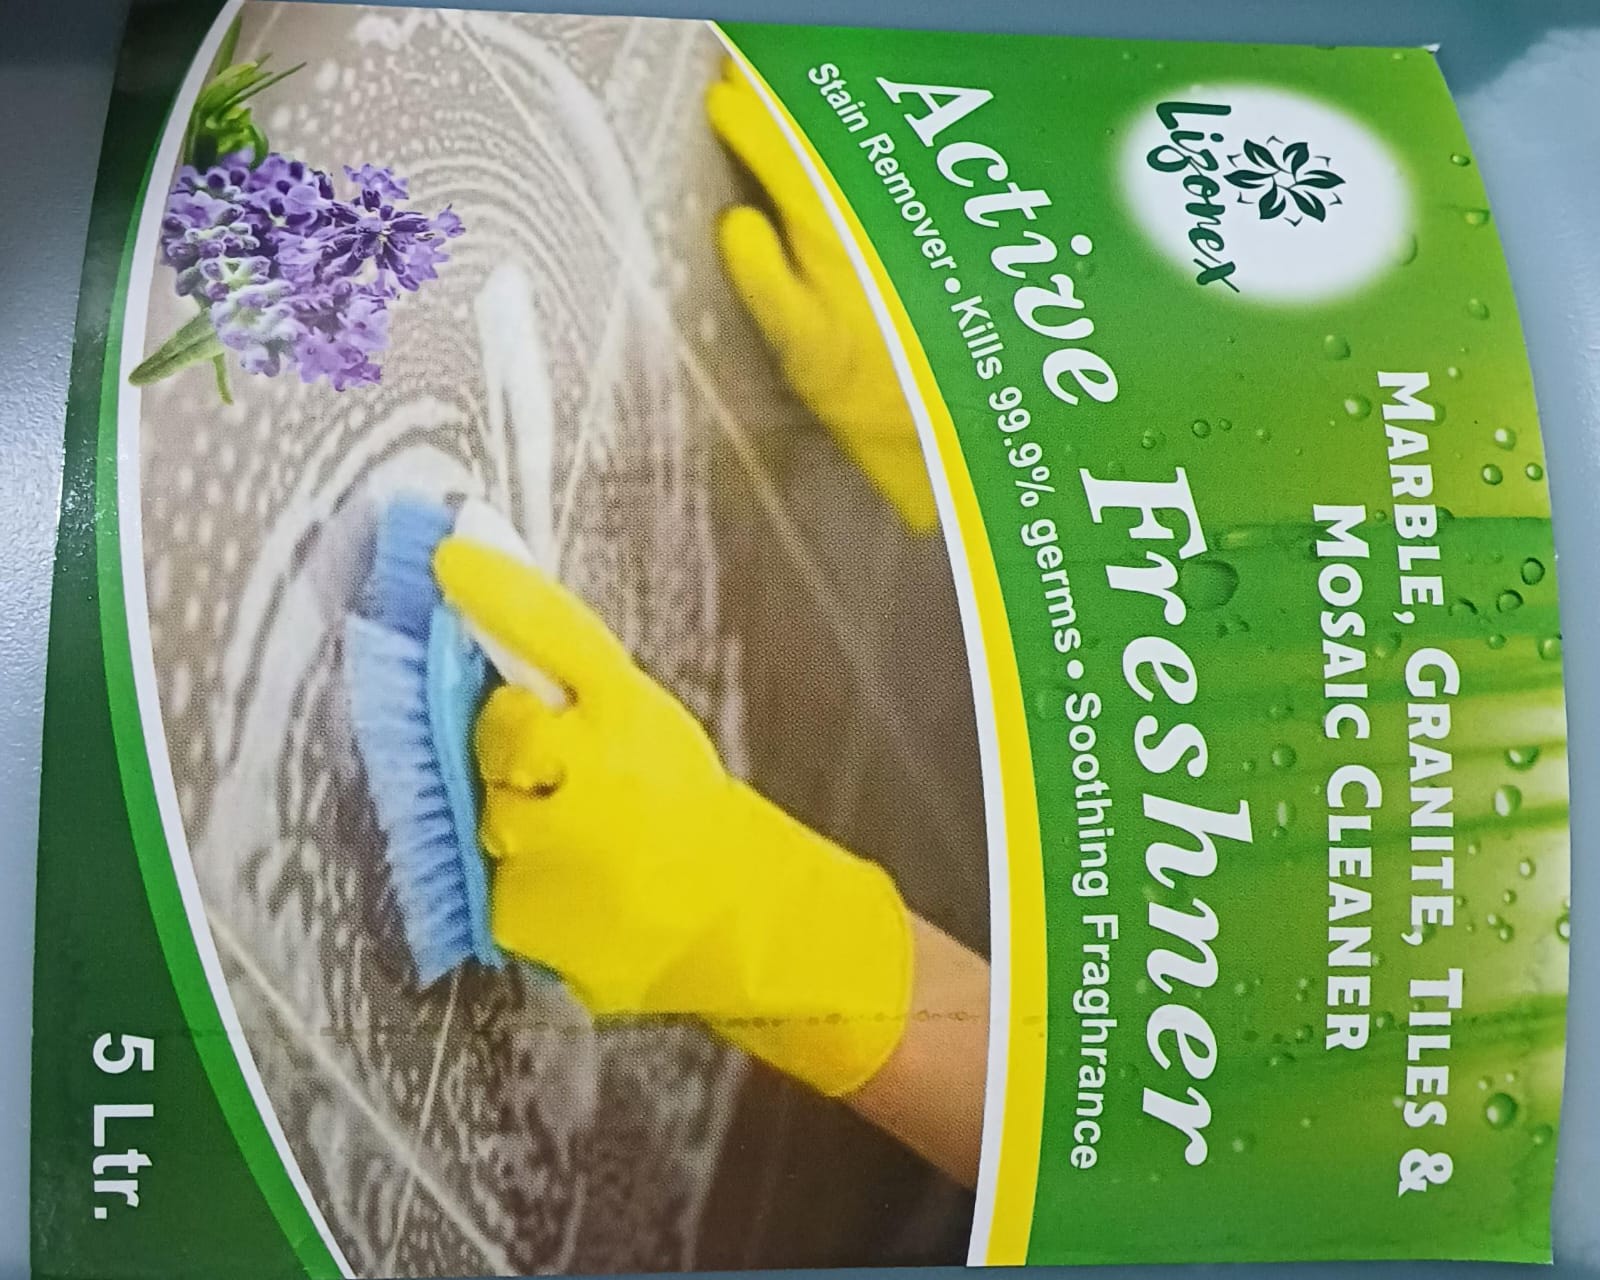 MARBLE, GRANITE, TILES &
MOSAIC CLEANER
Lizonex
Active Freshner
Stain Remover • Kills 99.9% germs • Soothing Fraghrance
5 Ltr.